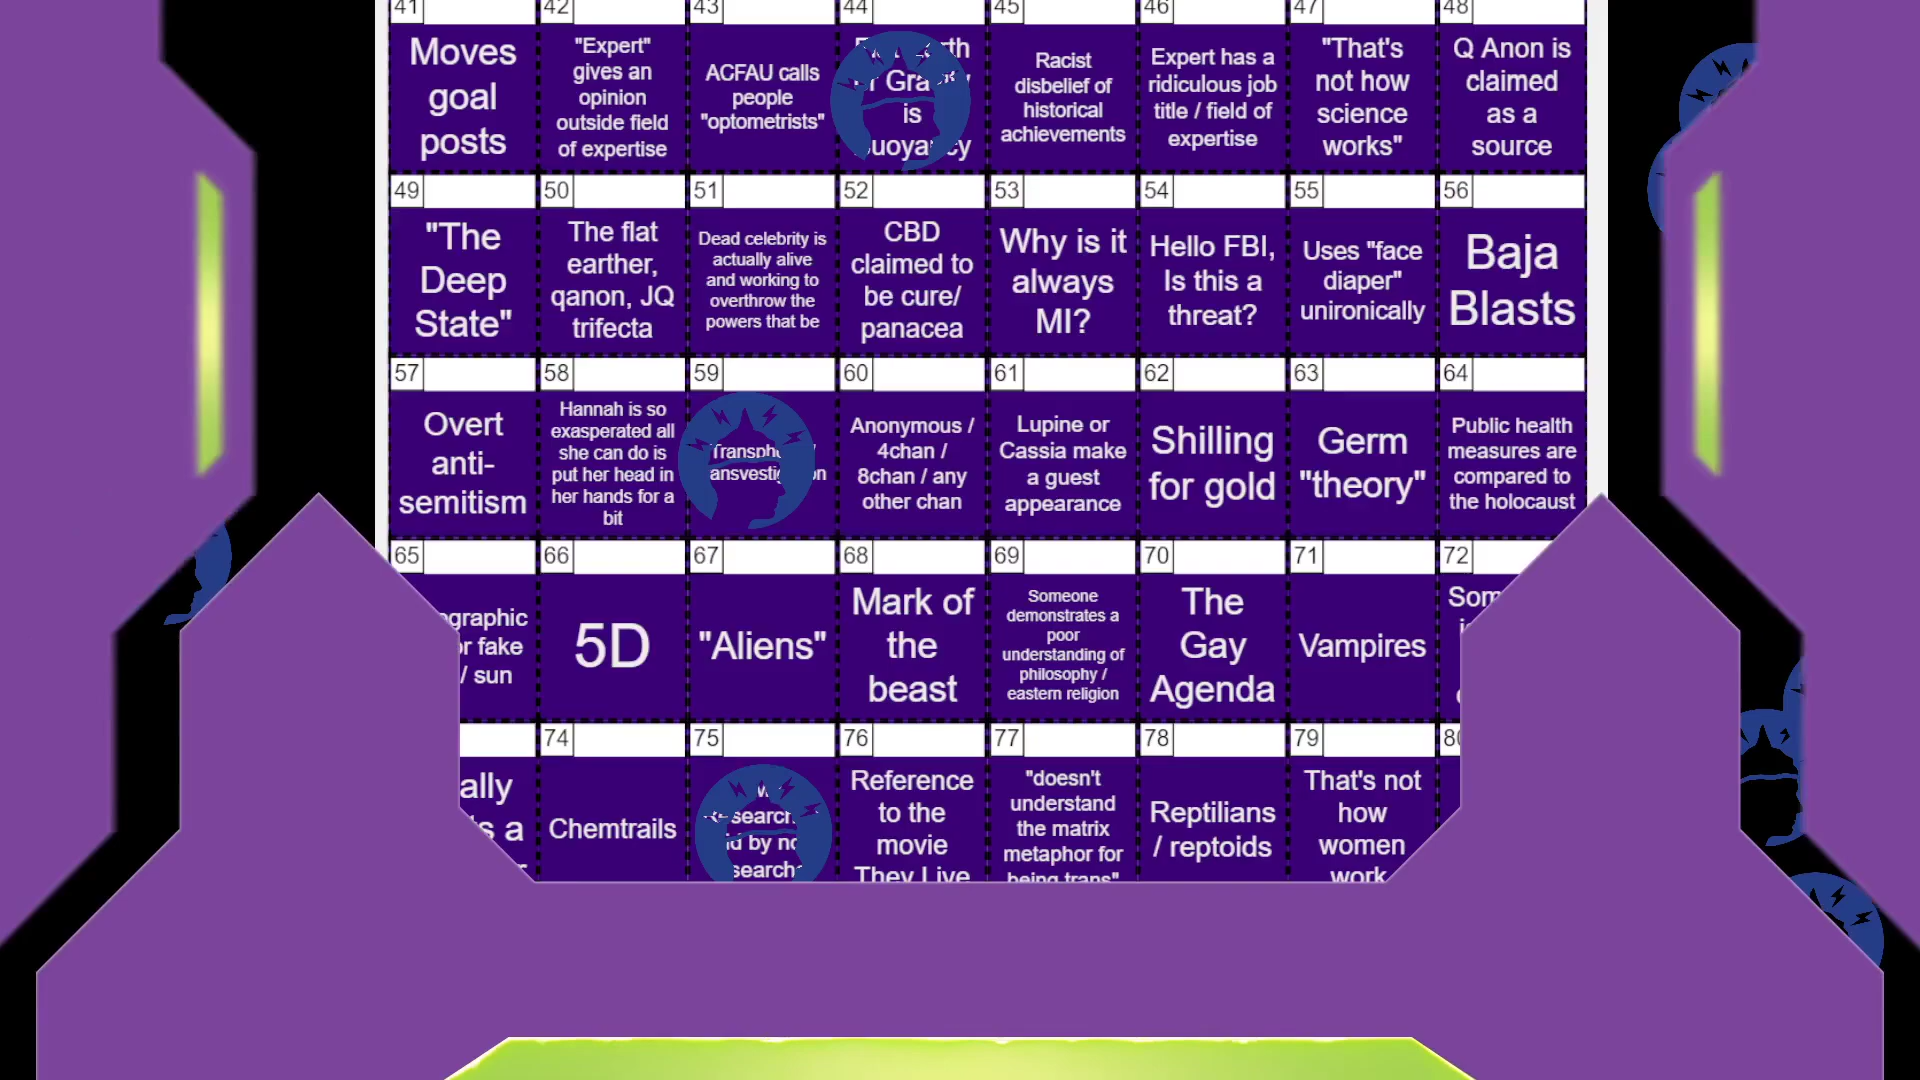 41 42 43 44 45 46 47 48
Moves
goal
posts
"Expert"
gives an
opinion
outside field
of expertise
ACFAU calls
people
"optometrists"
is
Racist
disbelief of
historical
achievements
Expert has a
ridiculous job
title / field of
expertise
"That's
not how
science
works"
Q Anon is
claimed
as a
source
49 50 51 52 53 54 55 56
"The
Deep
State"
The flat
earther,
qanon, JQ
trifecta
Dead celebrity is
actually alive
and working to
overthrow the
powers that be
CBD
claimed to
be cure/
panacea
Why is it
always
MI?
Hello FBI,
Is this a
threat?
Uses "face
diaper"
unironically
Baja
Blasts
57 58 59 60 61 62 63 64
Overt
anti-
semitism
Hannah is so
exasperated all
she can do is
put her head in
her hands for a
bit
Anonymous /
4chan /
8chan / any
other chan
Lupine or
Cassia make
a guest
appearance
Shilling
for gold
Germ
"theory"
Public health
measures are
compared to
the holocaust
65 66 67 68 69 70 71 72
fake
/ sun
5D
"Aliens"
Mark of
the
beast
Someone
demonstrates a
poor
understanding of
philosophy /
eastern religion
The
Gay
Agenda
Vampires
74 75 76 77 78 79
a
Chemtrails
by
Reference
to the
movie
They Live
"doesn't
understand
the matrix
metaphor for
being trans"
Reptilians
/ reptoids
That's not
how
women
work